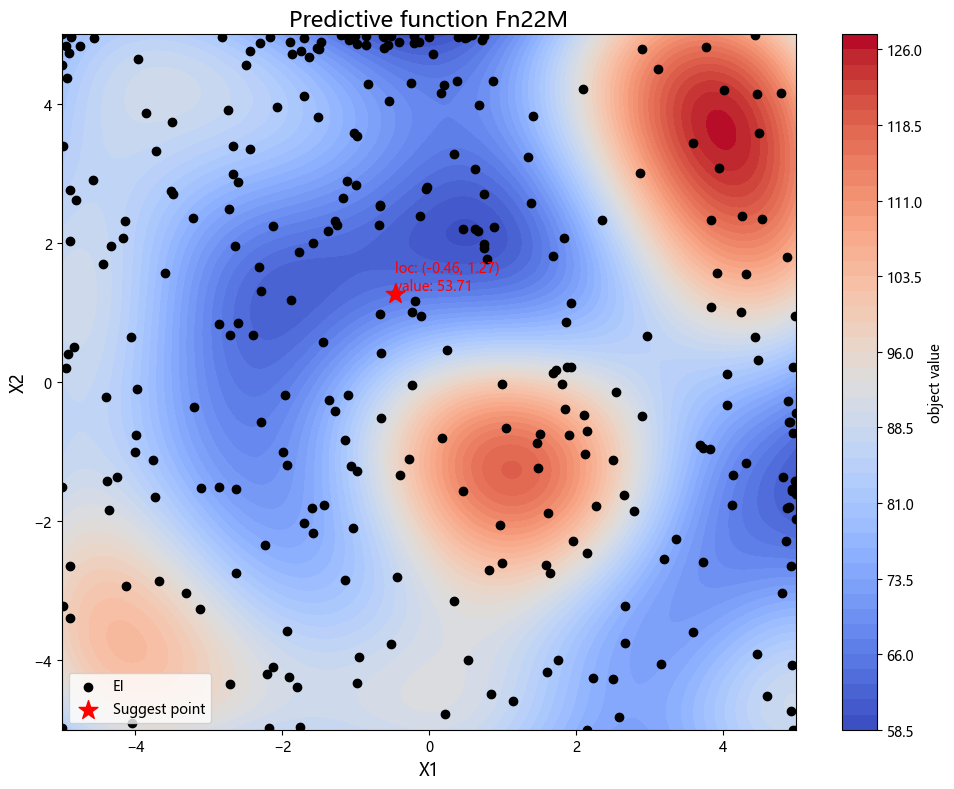 Predictive function Fn22M
4
2
0
−2
−4
X2
loc: (-0.46, 1.27)
value: 53.71
EI
Suggest point
−4
−2
0
2
4
X1
126.0
118.5
111.0
103.5
96.0
88.5
81.0
73.5
66.0
58.5
object value